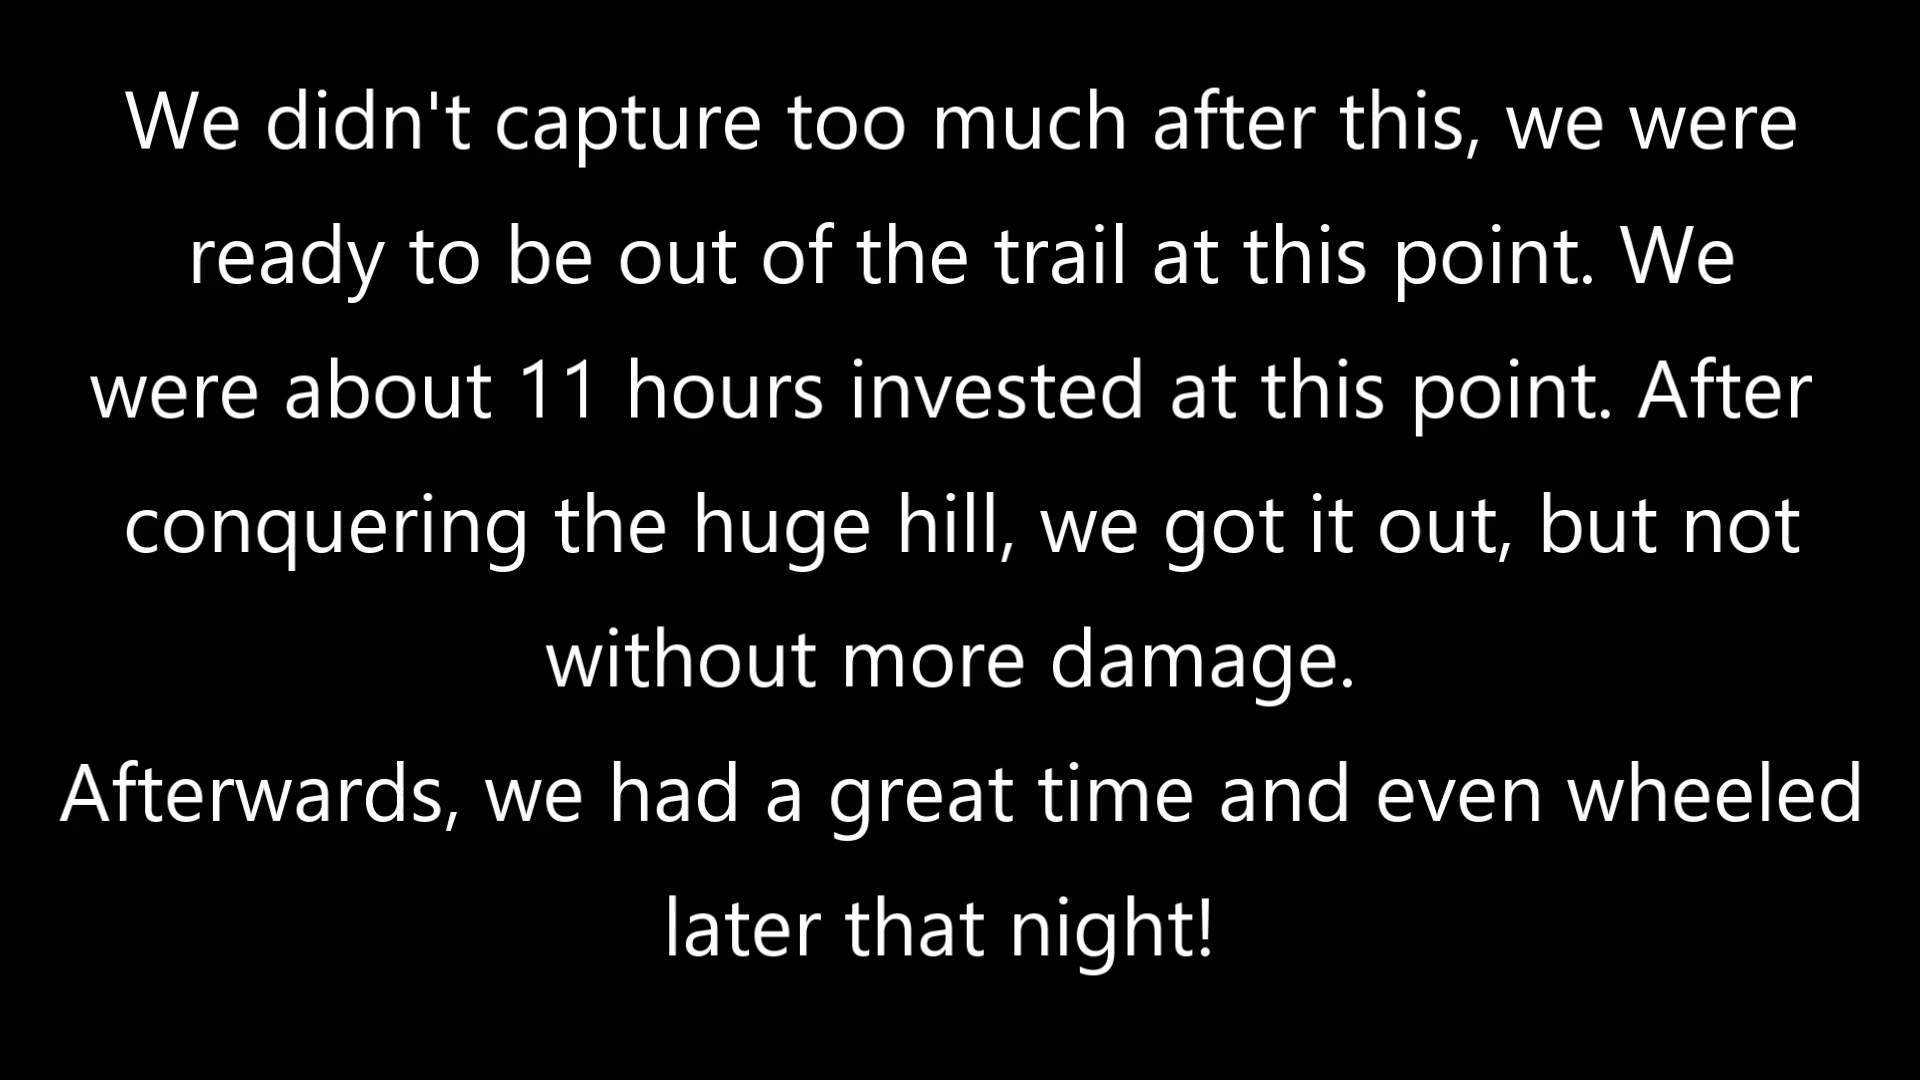 We didn't capture too much after this, we were
ready to be out of the trail at this point. We
were about 11 hours invested at this point. After
conquering the huge hill, we got it out, but not
without more damage.
Afterwards, we had a great time and even wheeled
later that night!